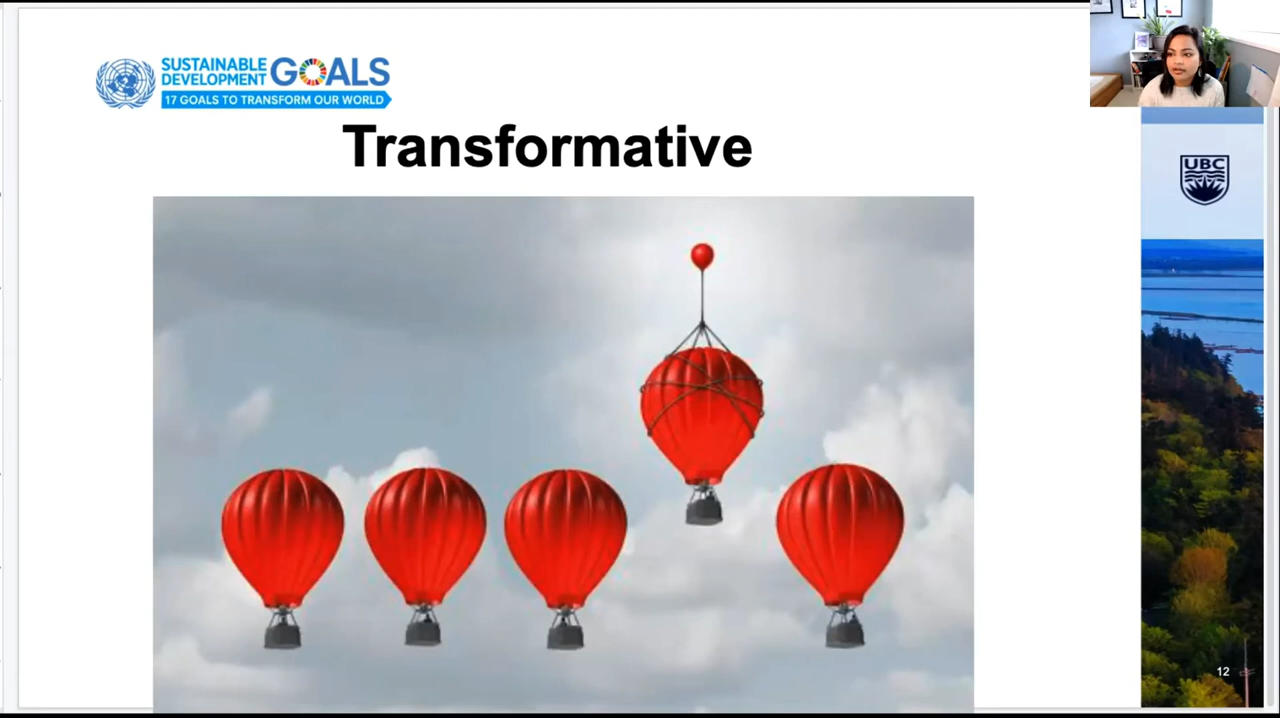 SUSTAINABLE
DEVELOPMENT GOALS
17 GOALS TO TRANSFORM OUR WORLD
Transformative
UBC
12